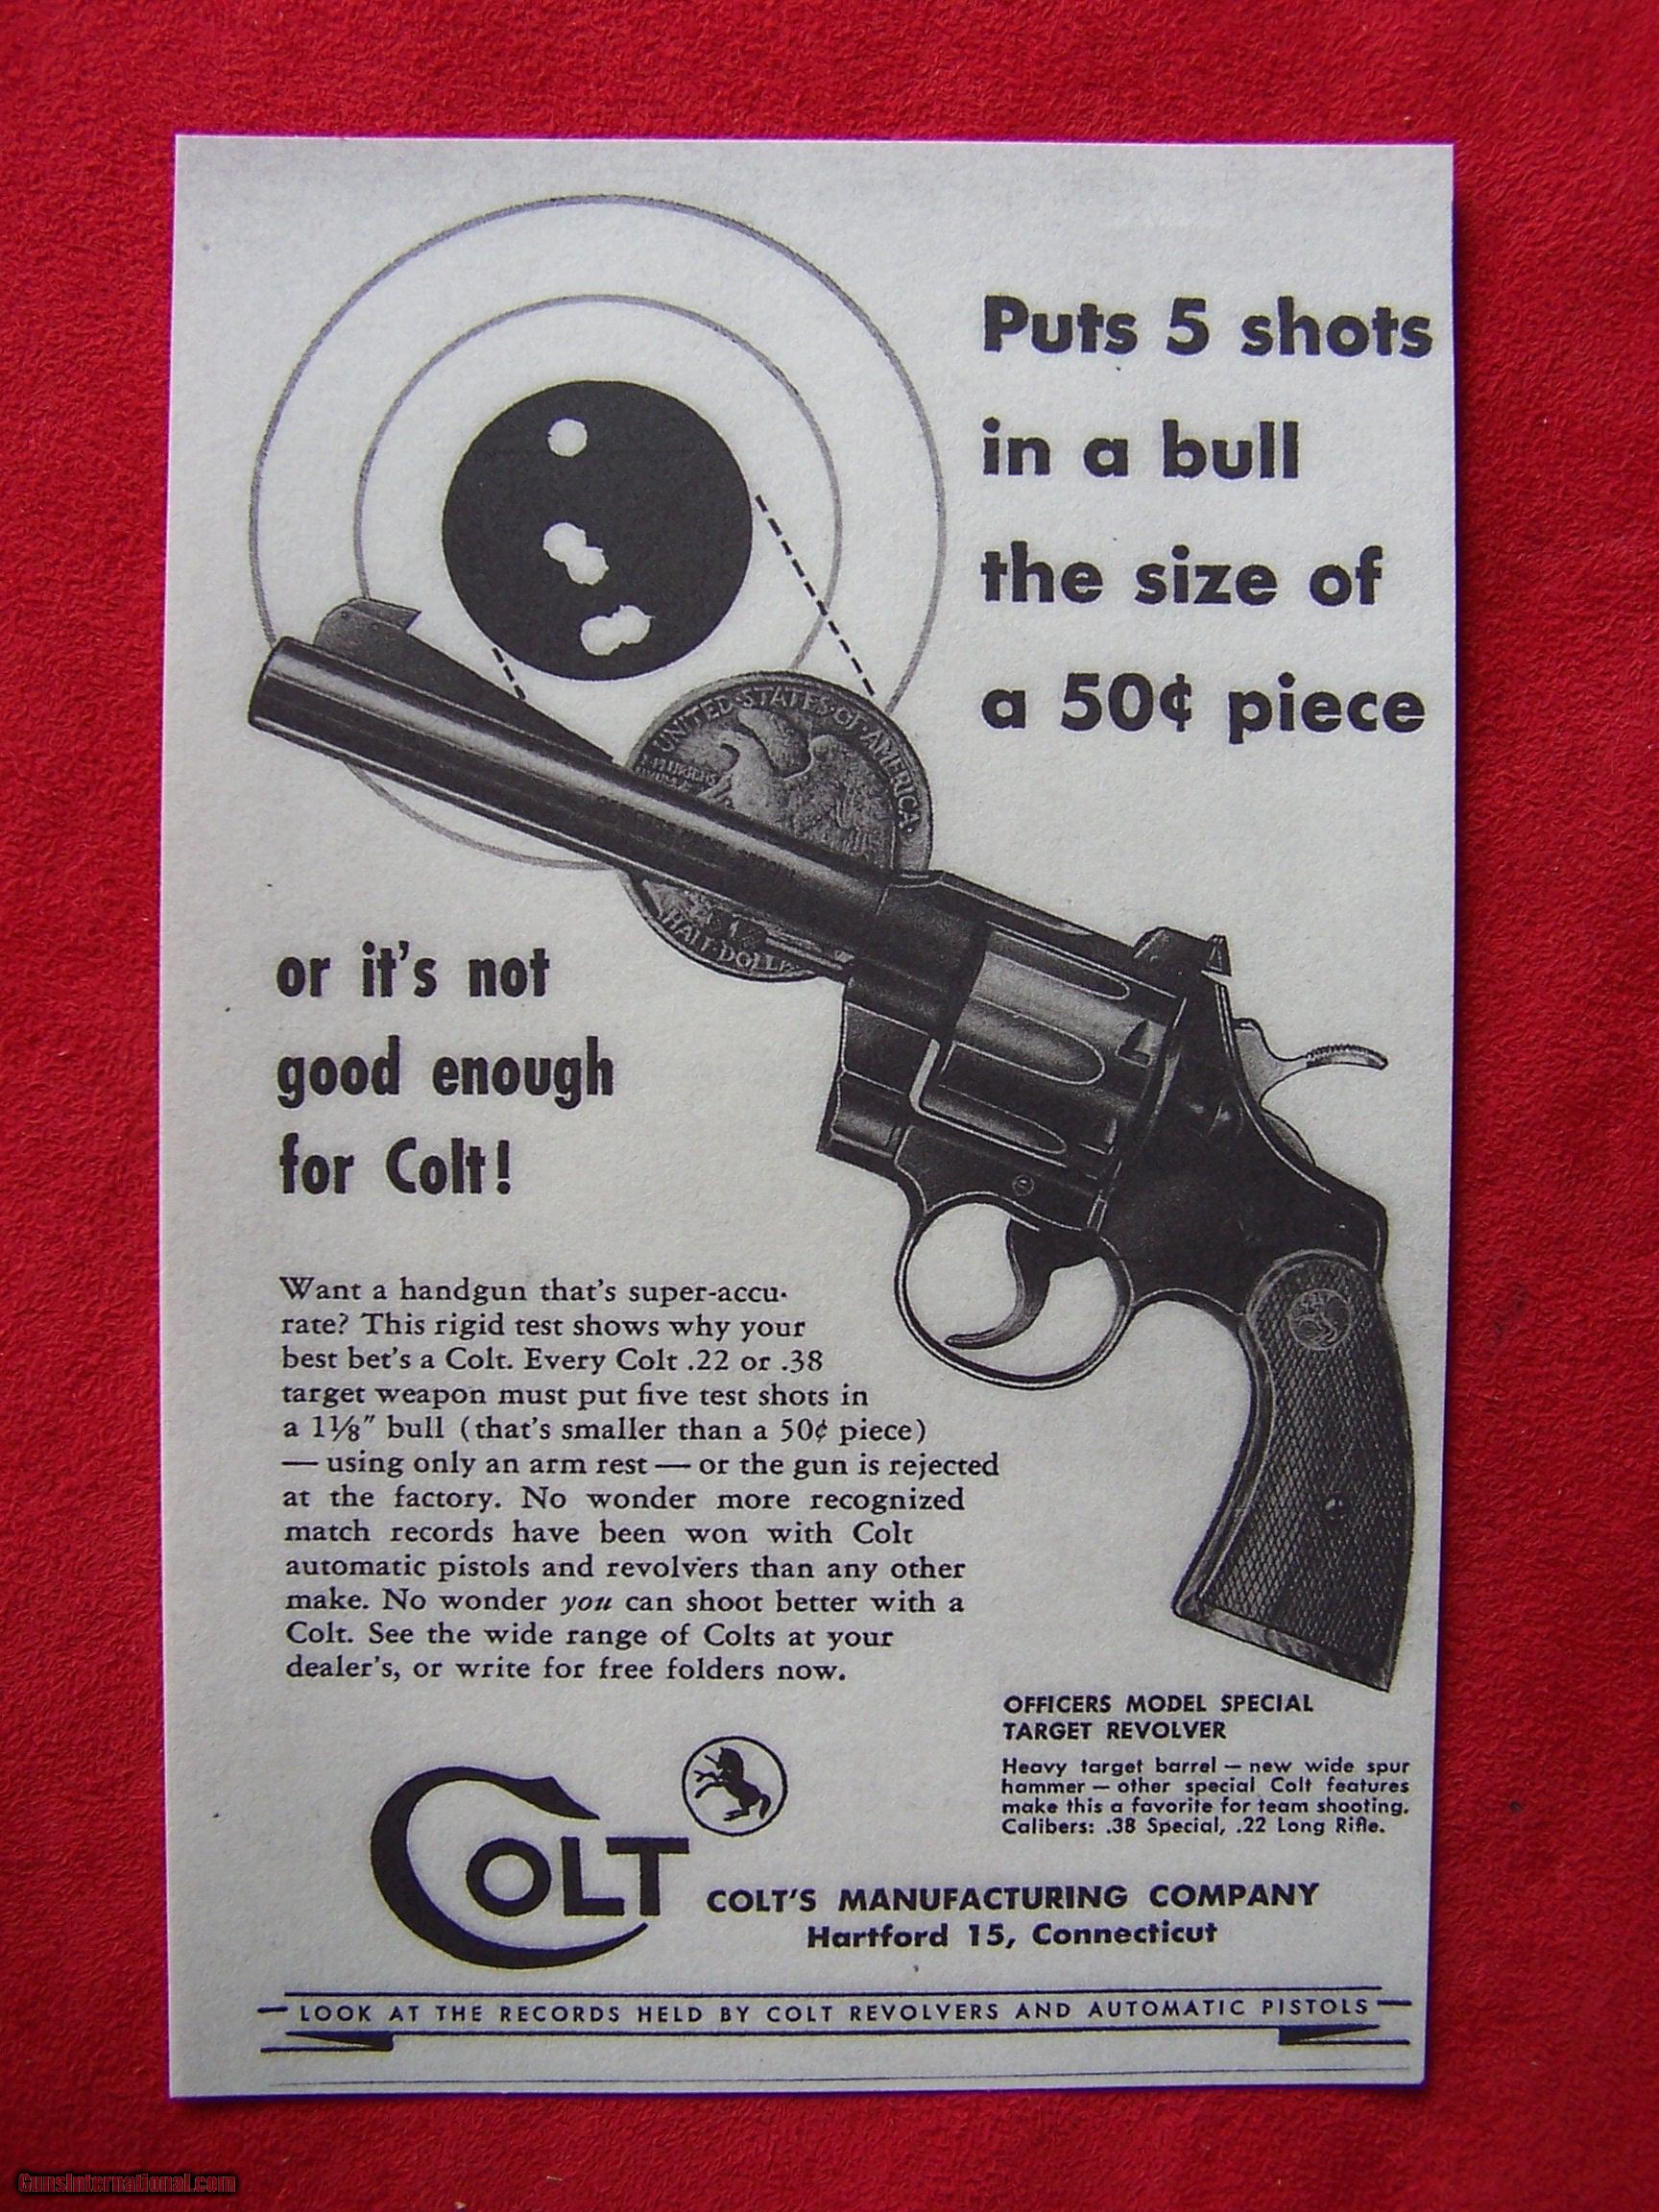 Puts 5 shots
in a bull
the size of
a 50¢ piece
UNITED·STATES·OF·AMERICA·
E·PLURIBUS
UNUM
HALF·DOLL
or it's not
good enough
for Colt!
Want a handgun that's super-accu-
rate? This rigid test shows why your
best bet's a Colt. Every Colt .22 or .38
target weapon must put five test shots in
a 1⅛" bull (that's smaller than a 50¢ piece)
— using only an arm rest — or the gun is rejected
at the factory. No wonder more recognized
match records have been won with Colt
automatic pistols and revolvers than any other
make. No wonder you can shoot better with a
Colt. See the wide range of Colts at your
dealer's, or write for free folders now.
OFFICERS MODEL SPECIAL
TARGET REVOLVER
Heavy target barrel — new wide spur
hammer — other special Colt features
make this a favorite for team shooting.
Calibers: .38 Special, .22 Long Rifle.
COLT
COLT'S MANUFACTURING COMPANY
Hartford 15, Connecticut
LOOK AT THE RECORDS HELD BY COLT REVOLVERS AND AUTOMATIC PISTOLS
GunsInternational.com